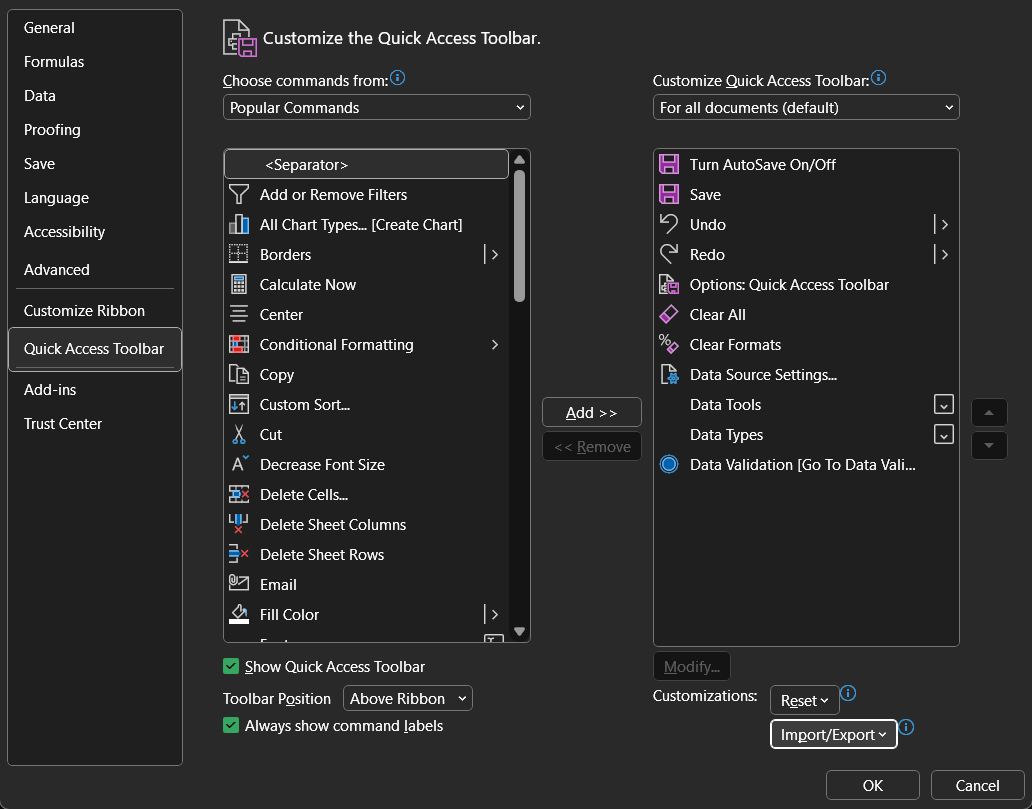 General
Formulas
Data
Proofing
Save
Language
Accessibility
Advanced
Customize Ribbon
Quick Access Toolbar
Add-ins
Trust Center
Customize the Quick Access Toolbar.
Choose commands from:
Popular Commands
<Separator>
Add or Remove Filters
All Chart Types... [Create Chart]
Borders
Calculate Now
Center
Conditional Formatting
Copy
Custom Sort...
Cut
Decrease Font Size
Delete Cells...
Delete Sheet Columns
Delete Sheet Rows
Email
Fill Color
Show Quick Access Toolbar
Toolbar Position
Above Ribbon
Always show command labels
Add >>
<< Remove
Customize Quick Access Toolbar:
For all documents (default)
Turn AutoSave On/Off
Save
Undo
Redo
Options: Quick Access Toolbar
Clear All
Clear Formats
Data Source Settings...
Data Tools
Data Types
Data Validation [Go To Data Vali...
Modify...
Customizations:
Reset
Import/Export
OK
Cancel